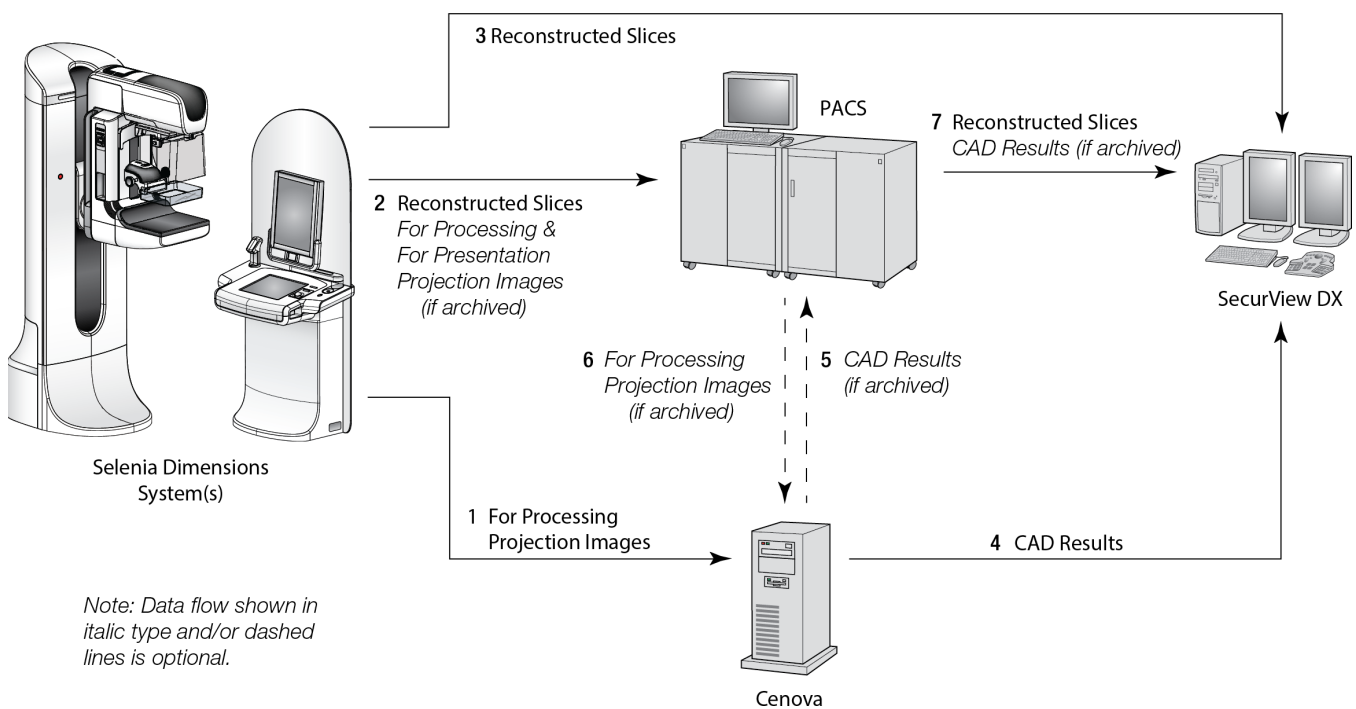 3 Reconstructed Slices
PACS
7 Reconstructed Slices
CAD Results (if archived)
2 Reconstructed Slices
For Processing &
For Presentation
Projection Images
(if archived)
SecurView DX
6 For Processing
Projection Images
(if archived)
5 CAD Results
(if archived)
Selenia Dimensions
System(s)
1 For Processing
Projection Images
4 CAD Results
Note: Data flow shown in
italic type and/or dashed
lines is optional.
Cenova